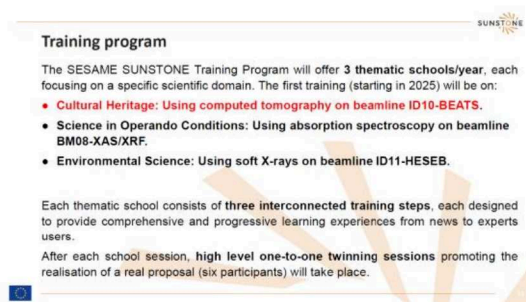 SUNSTONE
Training program
The SESAME SUNSTONE Training Program will offer 3 thematic schools/year, each
focusing on a specific scientific domain. The first training (starting in 2025) will be on:
● Cultural Heritage: Using computed tomography on beamline ID10-BEATS.
● Science in Operando Conditions: Using absorption spectroscopy on beamline
BM08-XAS/XRF.
● Environmental Science: Using soft X-rays on beamline ID11-HESEB.
Each thematic school consists of three interconnected training steps, each designed
to provide comprehensive and progressive learning experiences from news to experts
users.
After each school session, high level one-to-one twinning sessions promoting the
realisation of a real proposal (six participants) will take place.